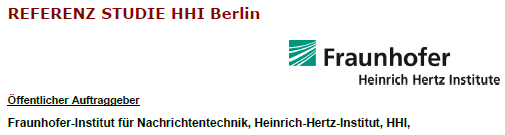 REFERENZ STUDIE HHI Berlin
Fraunhofer
Heinrich Hertz Institute
Öffentlicher Auftraggeber
Fraunhofer-Institut für Nachrichtentechnik, Heinrich-Hertz-Institut, HHI,